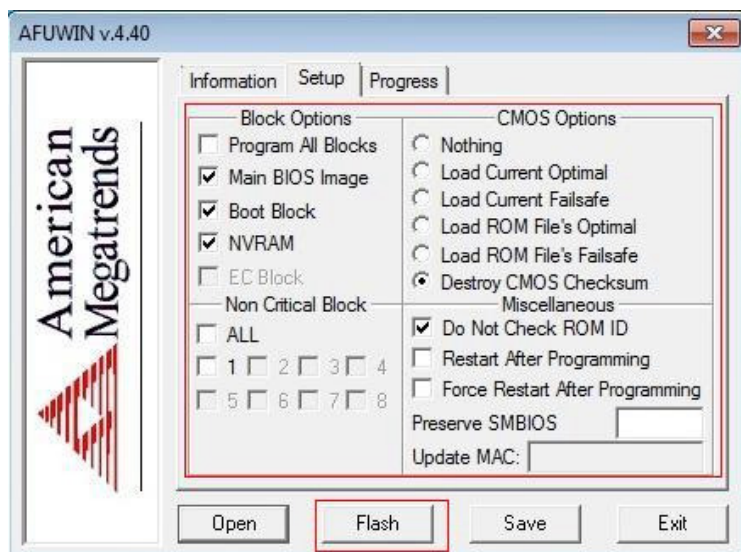 AFUWIN v.4.40
American
Megatrends
Information Setup Progress
Block Options
Program All Blocks
Main BIOS Image
Boot Block
NVRAM
EC Block
Non Critical Block
ALL
1 2 3 4
5 6 7 8
CMOS Options
Nothing
Load Current Optimal
Load Current Failsafe
Load ROM File's Optimal
Load ROM File's Failsafe
Destroy CMOS Checksum
Miscellaneous
Do Not Check ROM ID
Restart After Programming
Force Restart After Programming
Preserve SMBIOS
Update MAC:
Open Flash Save Exit